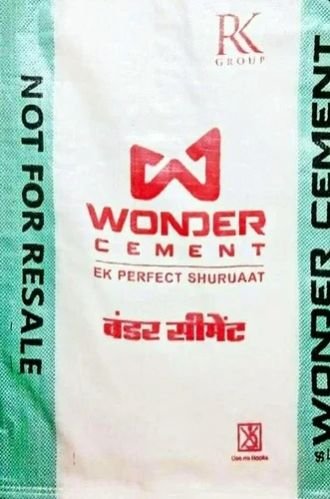 RK
GROUP
NOT FOR RESALE
WONDER
CEMENT
EK PERFECT SHURUAAT
वंडर सीमेंट
WONDER CEMENT
Use no Hooks